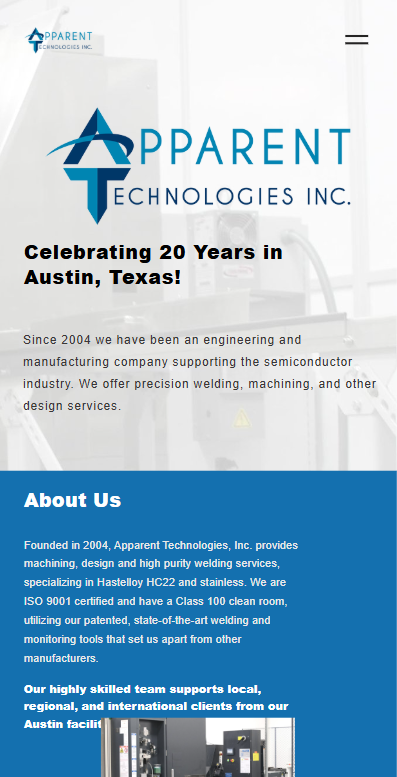 APPARENT
TECHNOLOGIES INC.
APPARENT
TECHNOLOGIES INC.
Celebrating 20 Years in
Austin, Texas!
Since 2004 we have been an engineering and
manufacturing company supporting the semiconductor
industry. We offer precision welding, machining, and other
design services.
About Us
Founded in 2004, Apparent Technologies, Inc. provides
machining, design and high purity welding services,
specializing in Hastelloy HC22 and stainless. We are
ISO 9001 certified and have a Class 100 clean room,
utilizing our patented, state-of-the-art welding and
monitoring tools that set us apart from other
manufacturers.
Our highly skilled team supports local,
regional, and international clients from our
Austin facilit